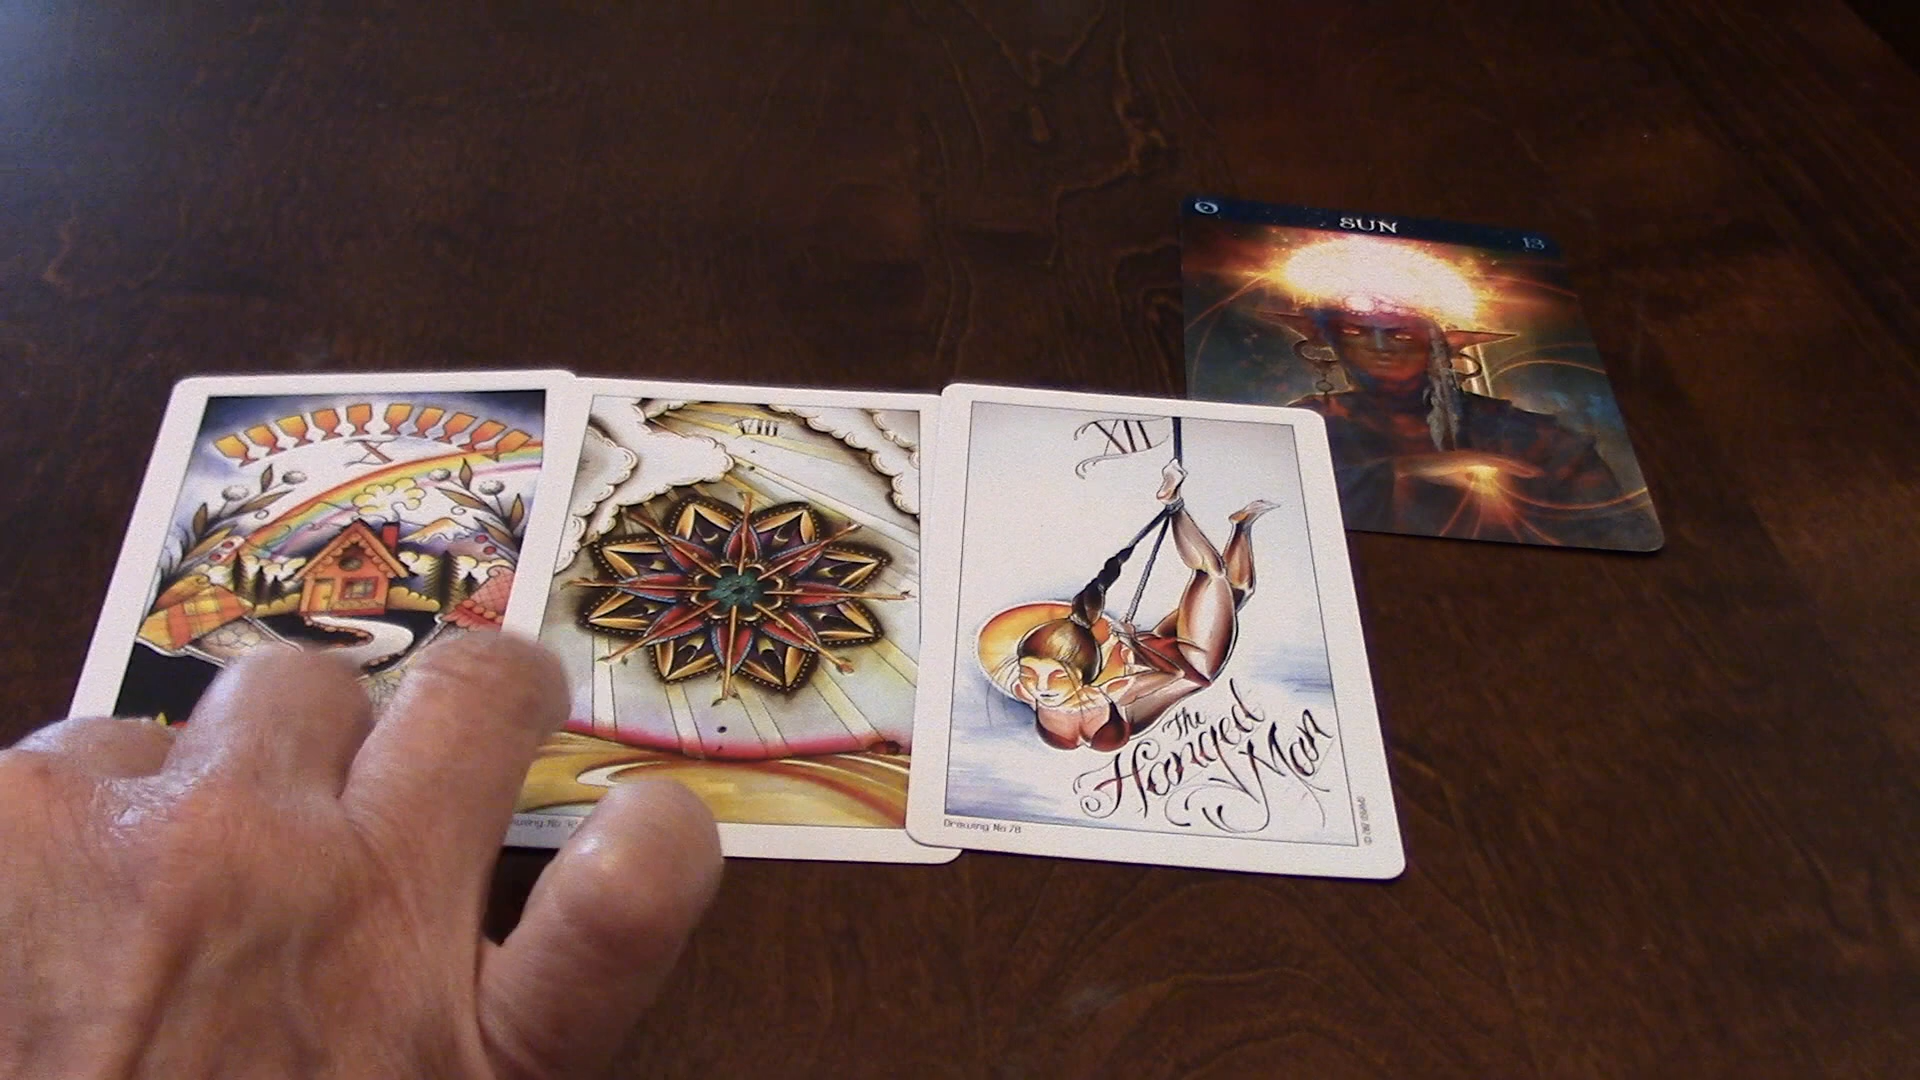 SUN
13
X
VIII
XII
The
Hanged
Man
Drawing No 78